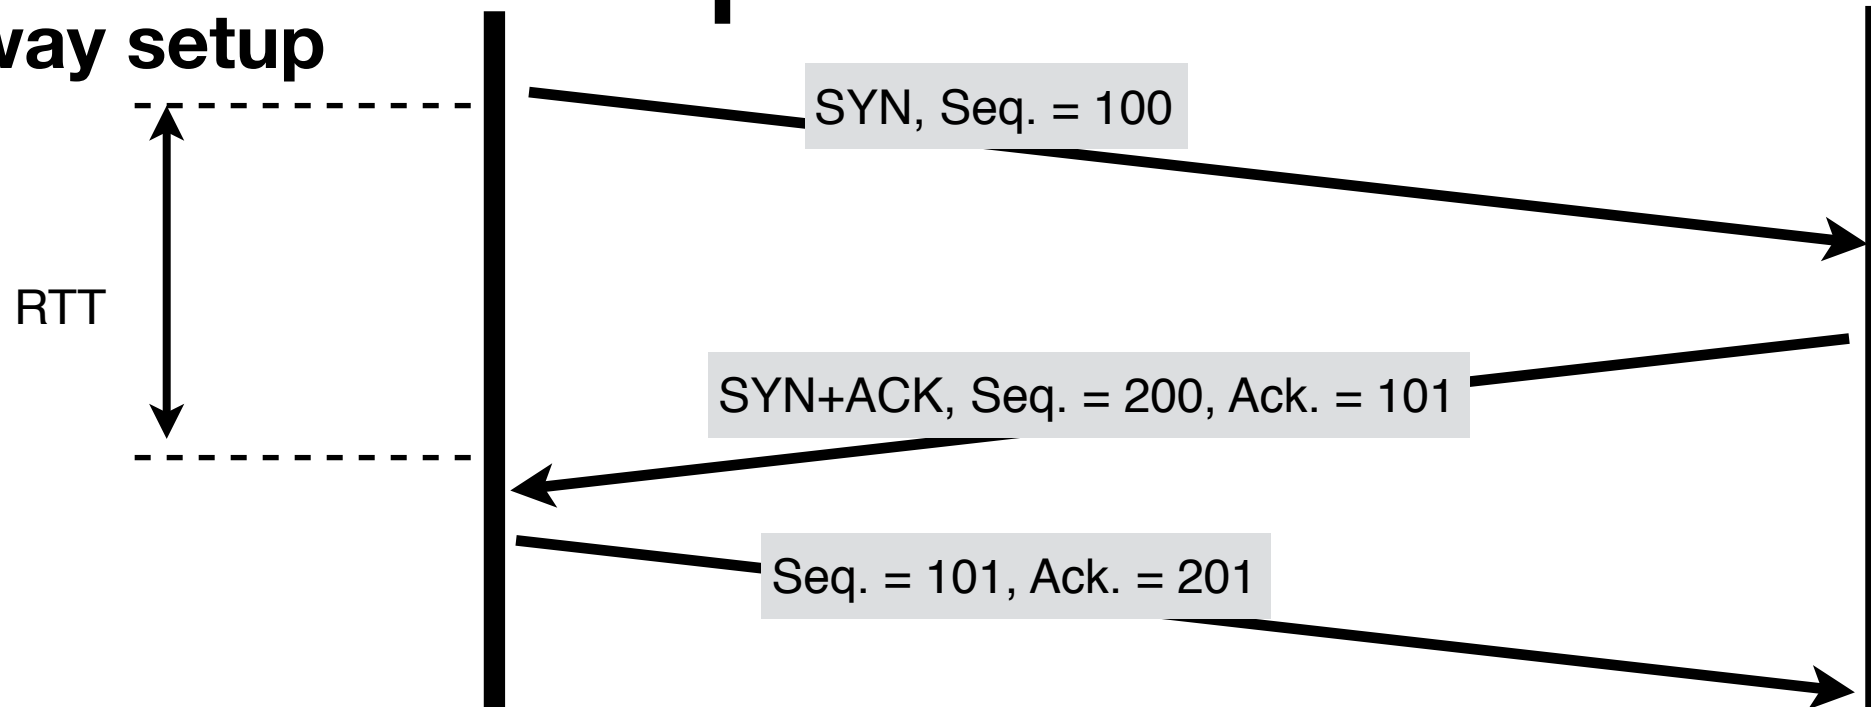 way setup
SYN, Seq. = 100
RTT
SYN+ACK, Seq. = 200, Ack. = 101
Seq. = 101, Ack. = 201